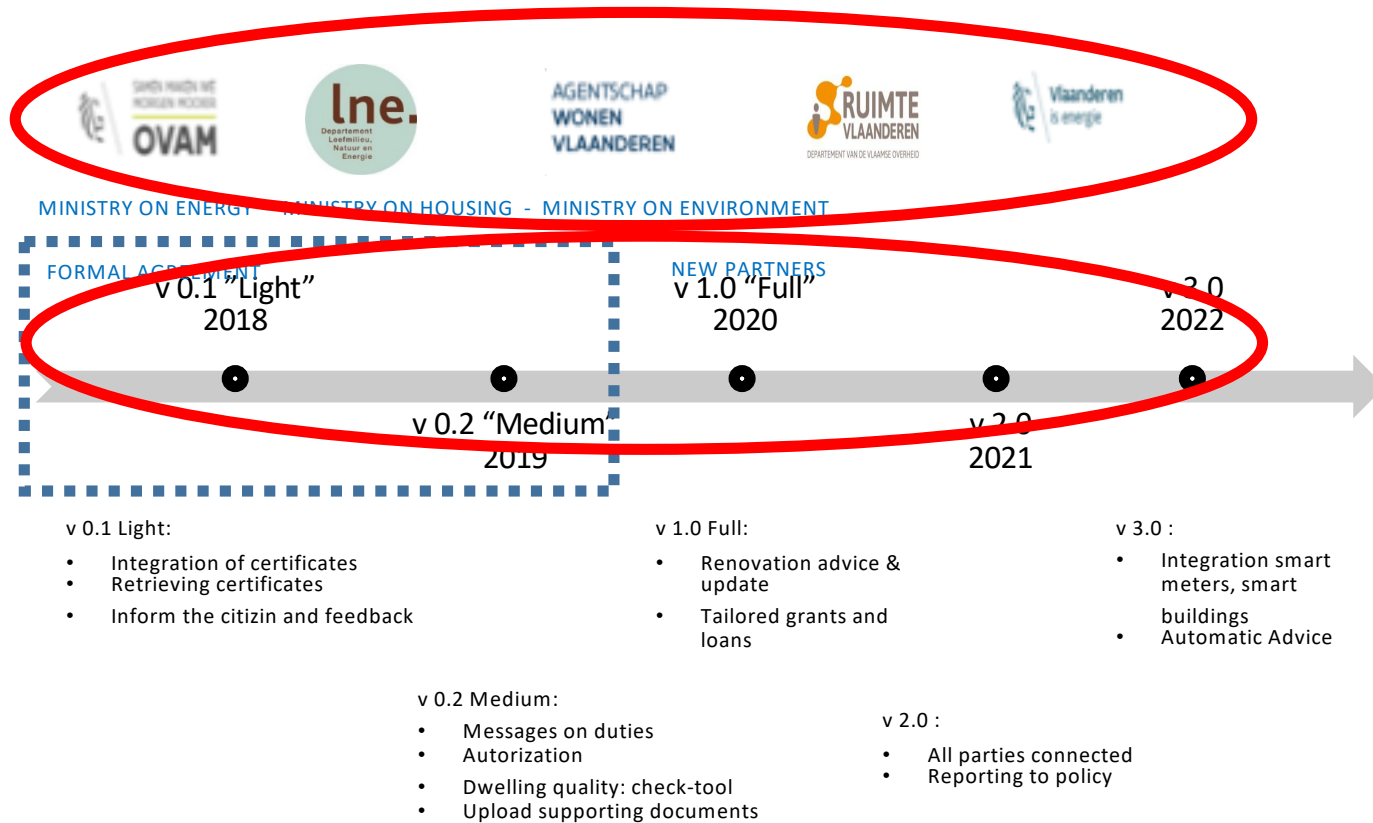 SAMEN MAKEN WE
MORGEN MOOIER
OVAM
lne.
Departement
Leefmilieu,
Natuur en
Energie
AGENTSCHAP
WONEN
VLAANDEREN
RUIMTE
VLAANDEREN
DEPARTEMENT VAN DE VLAAMSE OVERHEID
Vlaanderen
is energie
MINISTRY ON ENERGY - MINISTRY ON HOUSING - MINISTRY ON ENVIRONMENT
FORMAL AGREEMENT
NEW PARTNERS
v 0.1 "Light"
2018
v 1.0 “Full”
2020
v 3.0
2022
v 0.2 “Medium“
2019
v 2.0
2021
v 0.1 Light:
• Integration of certificates
• Retrieving certificates
• Inform the citizin and feedback
v 1.0 Full:
• Renovation advice &
update
• Tailored grants and
loans
v 3.0 :
• Integration smart
meters, smart
buildings
• Automatic Advice
v 0.2 Medium:
• Messages on duties
• Autorization
• Dwelling quality: check-tool
• Upload supporting documents
v 2.0 :
• All parties connected
• Reporting to policy